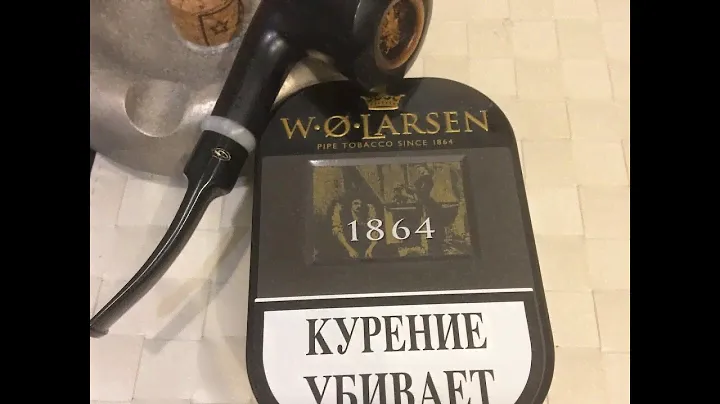 W·Ø·LARSEN
PIPE TOBACCO SINCE 1864
1864
КУРЕНИЕ
УБИВАЕТ